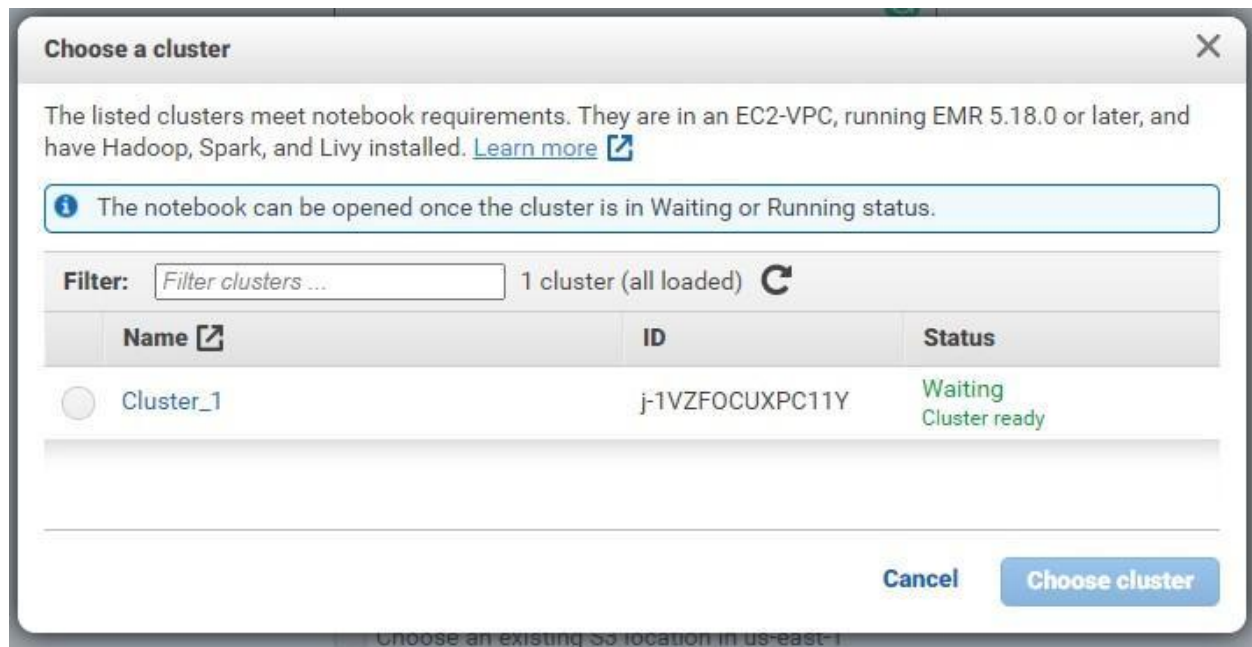 Choose a cluster
The listed clusters meet notebook requirements. They are in an EC2-VPC, running EMR 5.18.0 or later, and
have Hadoop, Spark, and Livy installed. Learn more
The notebook can be opened once the cluster is in Waiting or Running status.
Filter: Filter clusters ... 1 cluster (all loaded)
Name ID Status
Cluster_1 j-1VZFOCUXPC11Y Waiting
Cluster ready
Cancel Choose cluster
Choose an existing S3 location in us-east-1